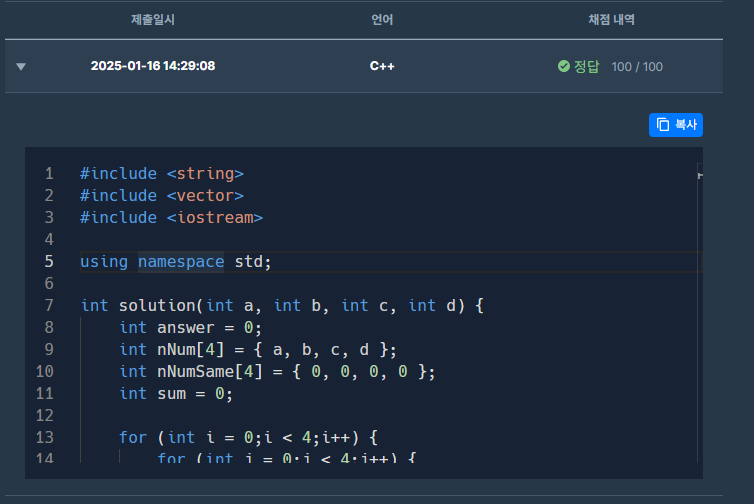 제출일시 언어 채점 내역
2025-01-16 14:29:08 C++ 정답 100 / 100
복사
1 #include <string>
2 #include <vector>
3 #include <iostream>
4
5 using namespace std;
6
7 int solution(int a, int b, int c, int d) {
8     int answer = 0;
9     int nNum[4] = { a, b, c, d };
10     int nNumSame[4] = { 0, 0, 0, 0 };
11     int sum = 0;
12
13     for (int i = 0;i < 4;i++) {
14         for (int j = 0;j < 4;j++) {